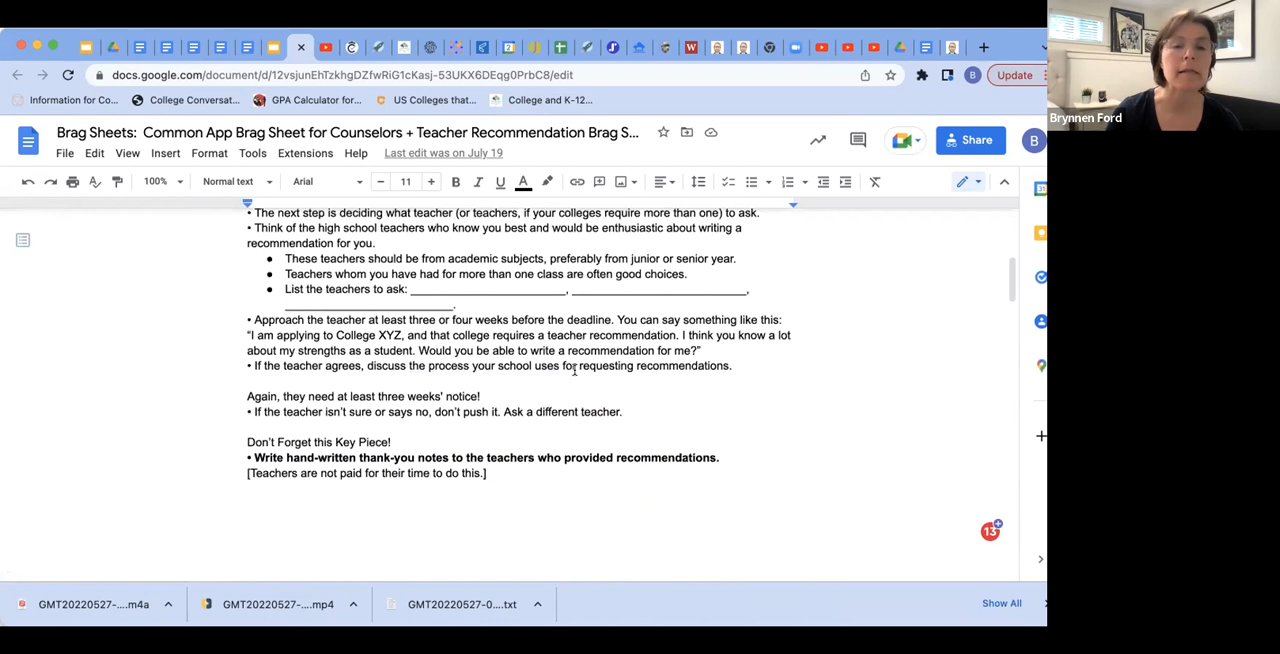 docs.google.com/document/d/12vsjunEhTzkhgDZfwRiG1cKasj-53UKX6DEqg0PrbC8/edit
B
Update
Information for Co...
College Conversat...
GPA Calculator for...
US Colleges that...
College and K-12...
Brag Sheets: Common App Brag Sheet for Counselors + Teacher Recommendation Brag S...
Share
B
File Edit View Insert Format Tools Extensions Help Last edit was on July 19
100% Normal text Arial 11 B I U A
• The next step is deciding what teacher (or teachers, if your colleges require more than one) to ask.
• Think of the high school teachers who know you best and would be enthusiastic about writing a
recommendation for you.
● These teachers should be from academic subjects, preferably from junior or senior year.
● Teachers whom you have had for more than one class are often good choices.
● List the teachers to ask: _______________________, __________________________,
_________________________.
• Approach the teacher at least three or four weeks before the deadline. You can say something like this:
“I am applying to College XYZ, and that college requires a teacher recommendation. I think you know a lot
about my strengths as a student. Would you be able to write a recommendation for me?”
• If the teacher agrees, discuss the process your school uses for requesting recommendations.
Again, they need at least three weeks' notice!
• If the teacher isn’t sure or says no, don’t push it. Ask a different teacher.
Don’t Forget this Key Piece!
• Write hand-written thank-you notes to the teachers who provided recommendations.
[Teachers are not paid for their time to do this.]
13
GMT20220527-....m4a
GMT20220527-....mp4
GMT20220527-0....txt
Show All
Brynnen Ford